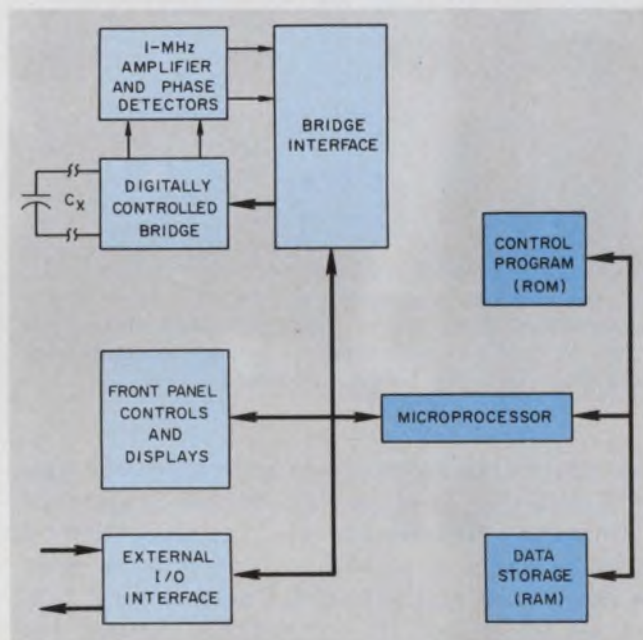 1-MHz
AMPLIFIER
AND PHASE
DETECTORS
BRIDGE
INTERFACE
Cx
DIGITALLY
CONTROLLED
BRIDGE
CONTROL
PROGRAM
(ROM)
FRONT PANEL
CONTROLS
AND
DISPLAYS
MICROPROCESSOR
EXTERNAL
I/O
INTERFACE
DATA
STORAGE
(RAM)